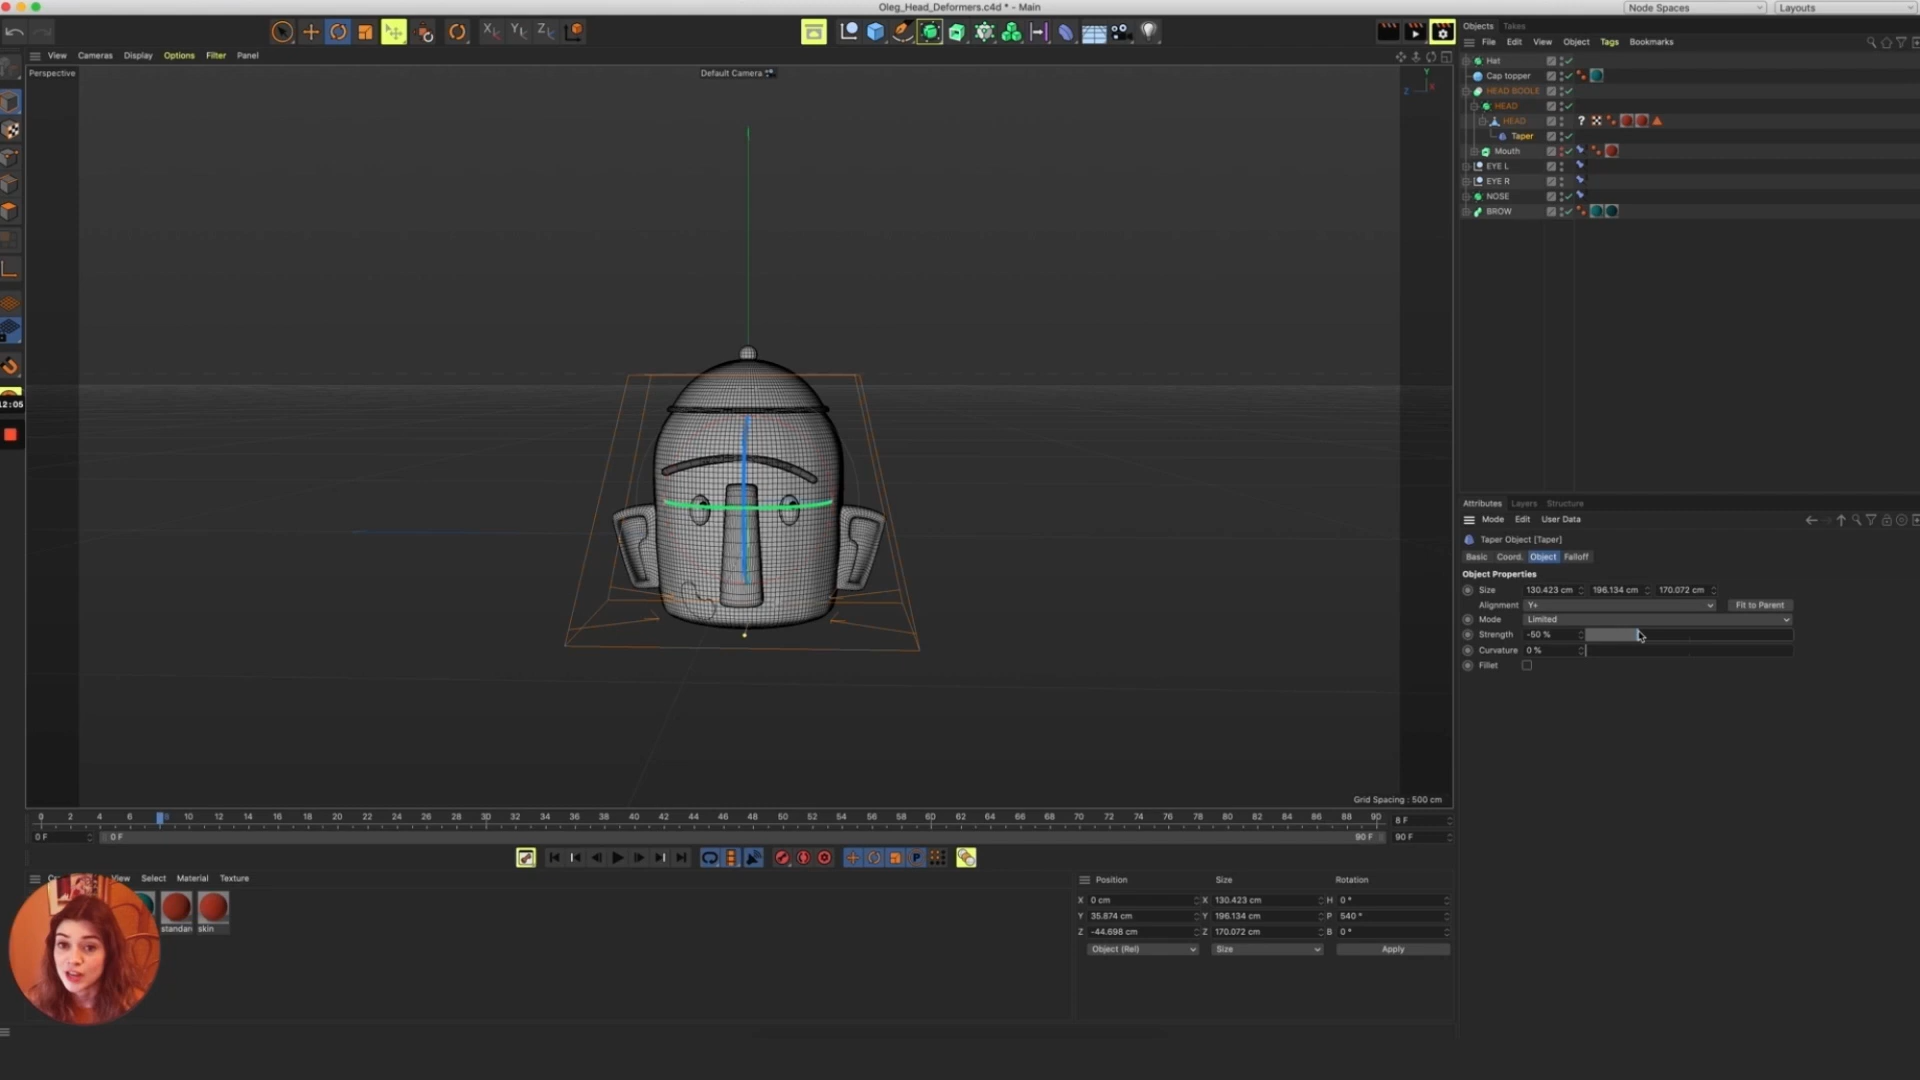 Oleg_Head_Deformers.c4d * - Main
Node Spaces
Layouts
X
Y
Z
Objects Takes
File Edit View Object Tags Bookmarks
View Cameras Display Options Filter Panel
Perspective
Default Camera
Y
Z X
Hat
Cap topper
HEAD BOOLE
HEAD
HEAD
?
Taper
Mouth
EYE L
EYE R
NOSE
BROW
12:05
Attributes Layers Structure
Mode Edit User Data
Taper Object [Taper]
Basic Coord. Object Falloff
Object Properties
Size 130.423 cm 196.134 cm 170.072 cm
Alignment Y+ Fit to Parent
Mode Limited
Strength -50 %
Curvature 0 %
Fillet
Grid Spacing : 500 cm
0 2 4 6 8 10 12 14 16 18 20 22 24 26 28 30 32 34 36 38 40 42 44 46 48 50 52 54 56 58 60 62 64 66 68 70 72 74 76 78 80 82 84 86 88 90
8 F
0 F 0 F 90 F 90 F
P
View Select Material Texture
standar skin
Position Size Rotation
X 0 cm X 130.423 cm H 0 °
Y 35.874 cm Y 196.134 cm P 540 °
Z -44.698 cm Z 170.072 cm B 0 °
Object (Rel) Size Apply